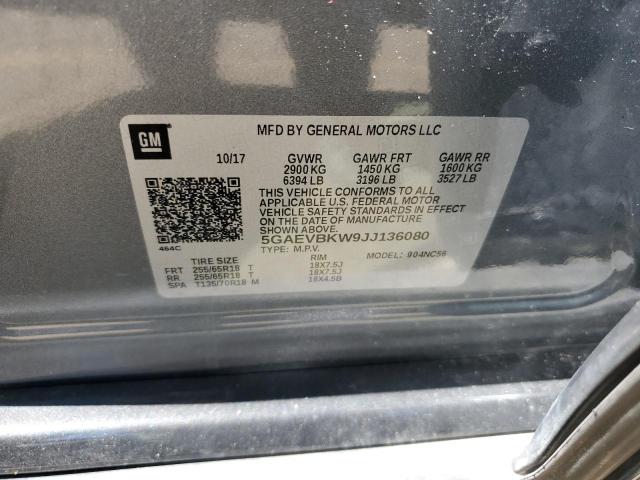 GM
MFD BY GENERAL MOTORS LLC
10/17 GVWR GAWR FRT GAWR RR
2900 KG 1450 KG 1600 KG
6394 LB 3196 LB 3527 LB
THIS VEHICLE CONFORMS TO ALL
APPLICABLE U.S. FEDERAL MOTOR
VEHICLE SAFETY STANDARDS IN
EFFECT ON THE DATE OF MANUFACTURE
SHOWN ABOVE.
5GAEVBKW9JJ136080
464C
TYPE: M.P.V. MODEL: 904NC56
TIRE SIZE RIM
FRT 255/65R18 T 18X7.5J
RR 255/65R18 T 18X7.5J
SPA T135/70R18 M 18X4.5B